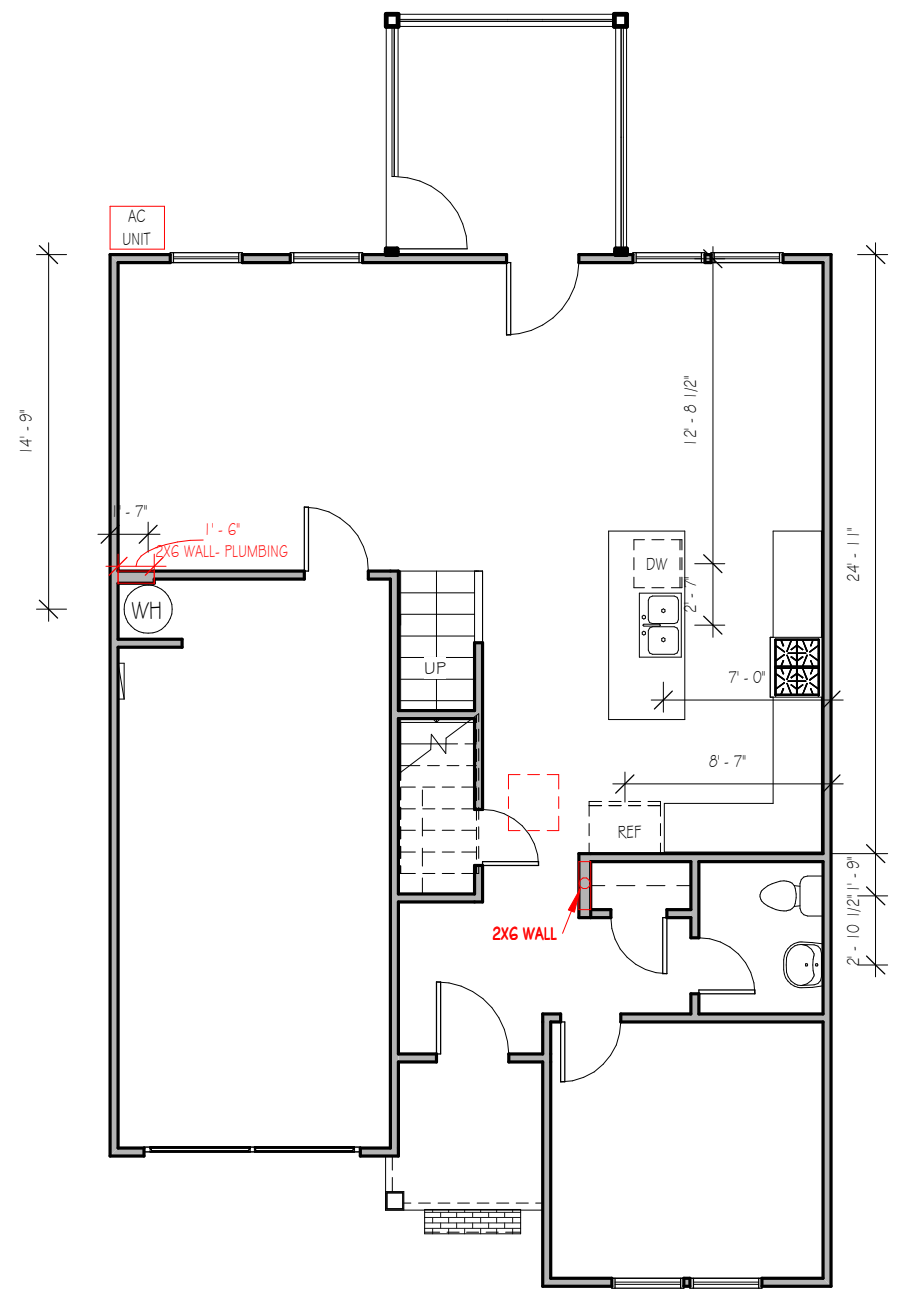 AC
UNIT
14' - 9"
12' - 8 1/2"
24' - 11"
1' - 7"
1' - 6"
2X6 WALL- PLUMBING
WH
DW
2' - 7"
UP
7' - 0"
8' - 7"
REF
1' - 9"
2X6 WALL
2' - 10 1/2"